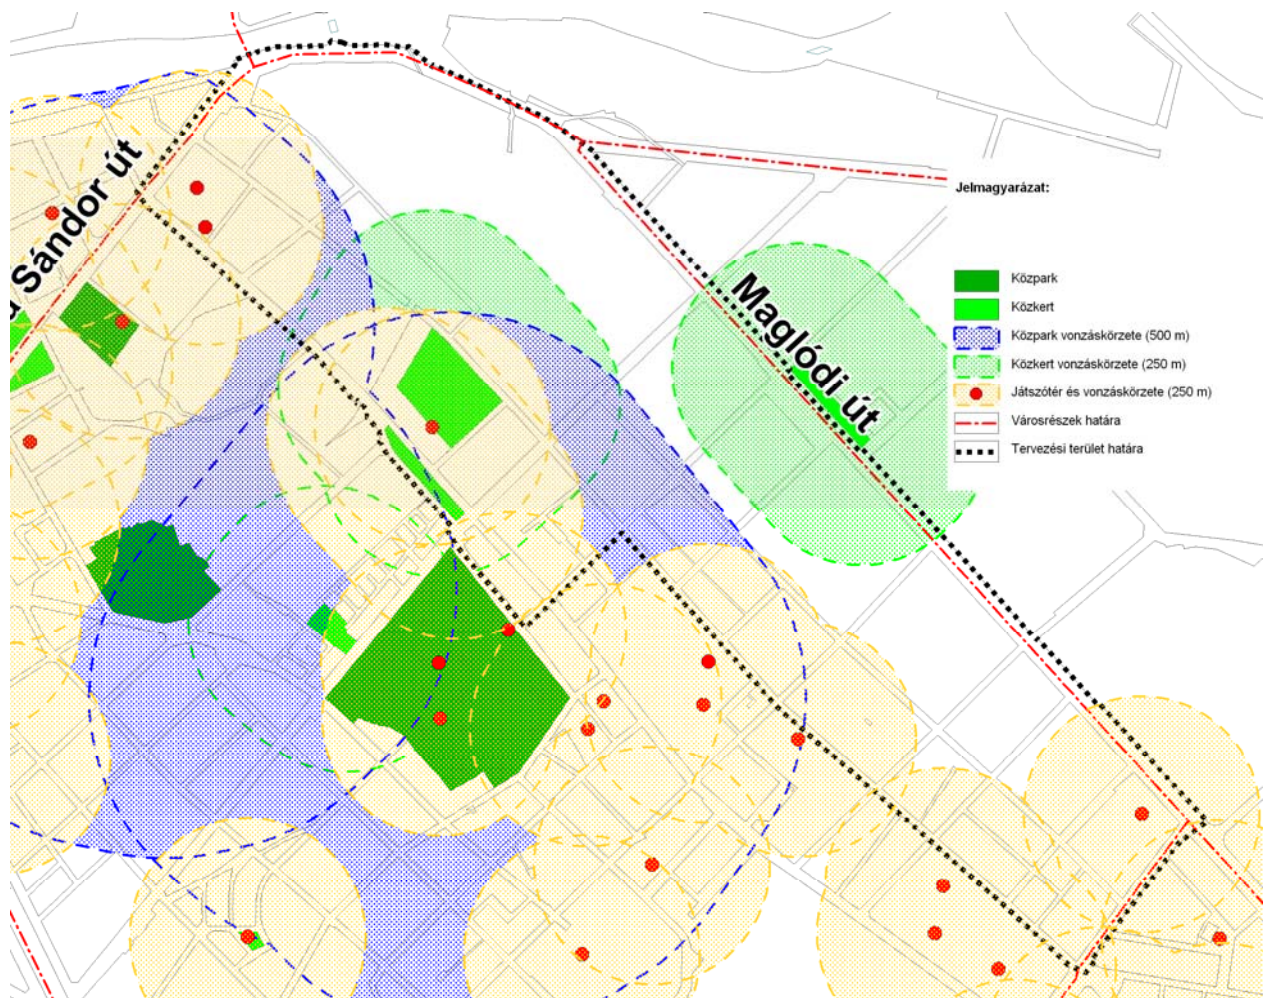 Sándor út
Maglódi út
Jelmagyarázat:
Közpark
Közkert
Közpark vonzáskörzete (500 m)
Közkert vonzáskörzete (250 m)
Játszótér és vonzáskörzete (250 m)
Városrészek határa
Tervezési terület határa